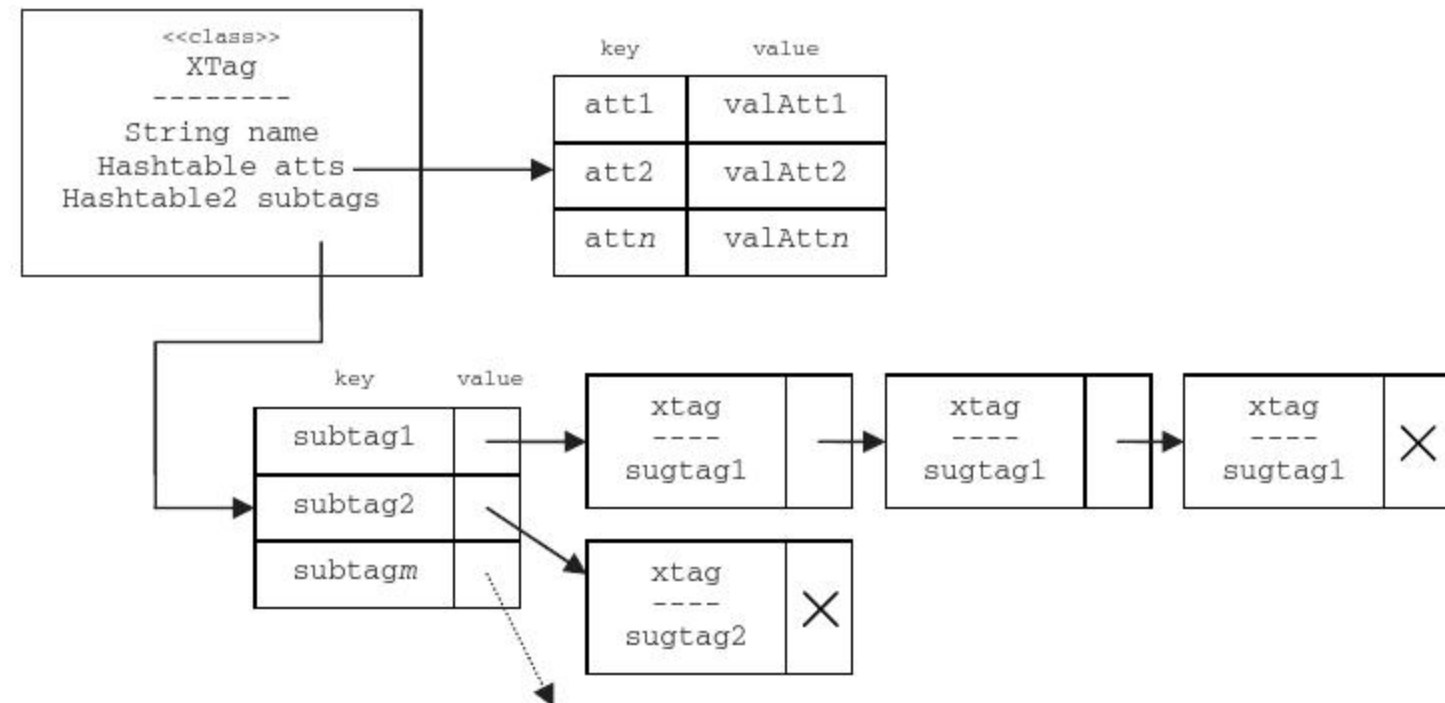 <<class>>
XTag
--------
String name
Hashtable atts
Hashtable2 subtags
key value
att1 valAtt1
att2 valAtt2
attn valAttn
key value
subtag1
subtag2
subtagm
xtag
----
sugtag1
xtag
----
sugtag1
xtag
----
sugtag1
xtag
----
sugtag2